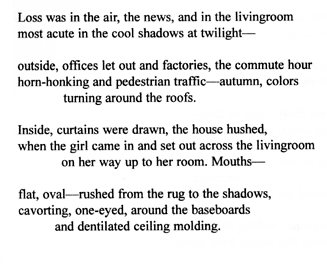 Loss was in the air, the news, and in the livingroom
most acute in the cool shadows at twilight—
outside, offices let out and factories, the commute hour
horn-honking and pedestrian traffic—autumn, colors
turning around the roofs.
Inside, curtains were drawn, the house hushed,
when the girl came in and set out across the livingroom
on her way up to her room. Mouths—
flat, oval—rushed from the rug to the shadows,
cavorting, one-eyed, around the baseboards
and dentilated ceiling molding.